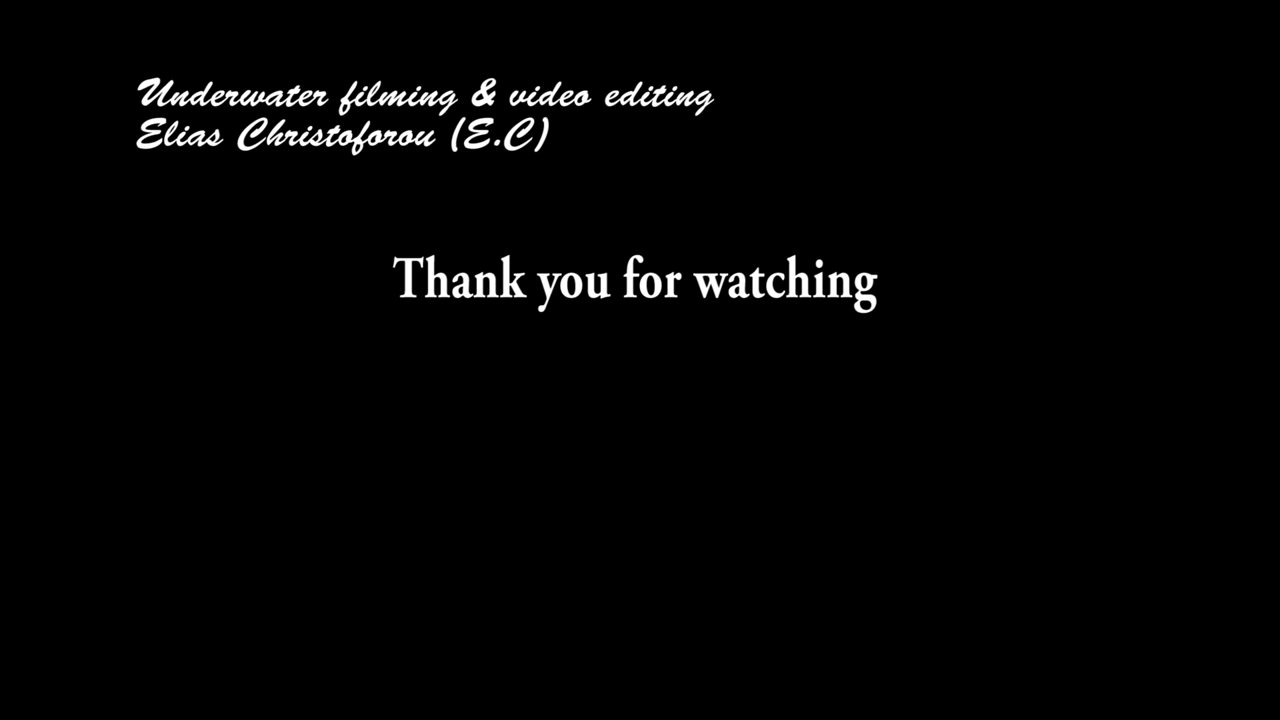 Underwater filming & video editing
Elias Christoforou (E.C)
Thank you for watching